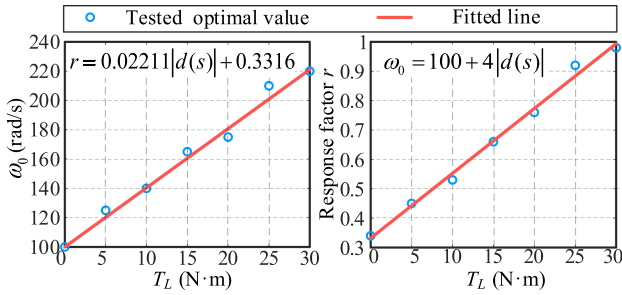 Tested optimal value Fitted line
r = 0.02211|d(s)| + 0.3316
240
220
200
180
160
140
120
100
ω₀ (rad/s)
0 5 10 15 20 25 30
T_L (N·m)
ω₀ = 100 + 4|d(s)|
1
0.9
0.8
0.7
0.6
0.5
0.4
0.3
Response factor r
0 5 10 15 20 25 30
T_L (N·m)